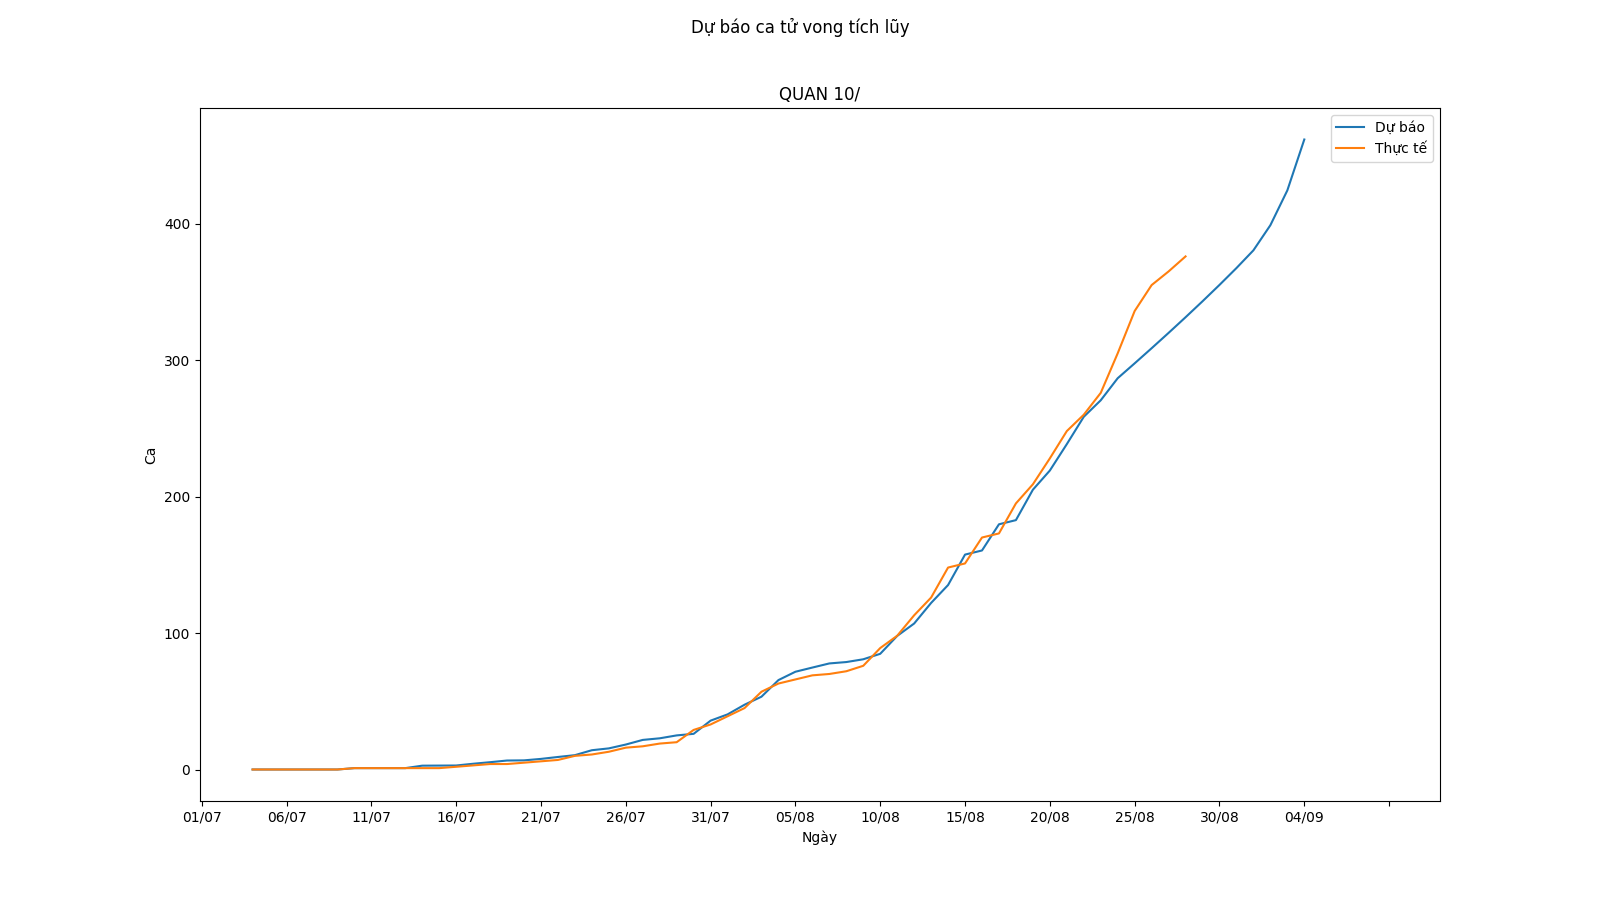 Dự báo ca tử vong tích lũy
QUAN 10/
Dự báo
Thực tế
400
300
200
100
0
Ca
01/07 06/07 11/07 16/07 21/07 26/07 31/07 05/08 10/08 15/08 20/08 25/08 30/08 04/09
Ngày